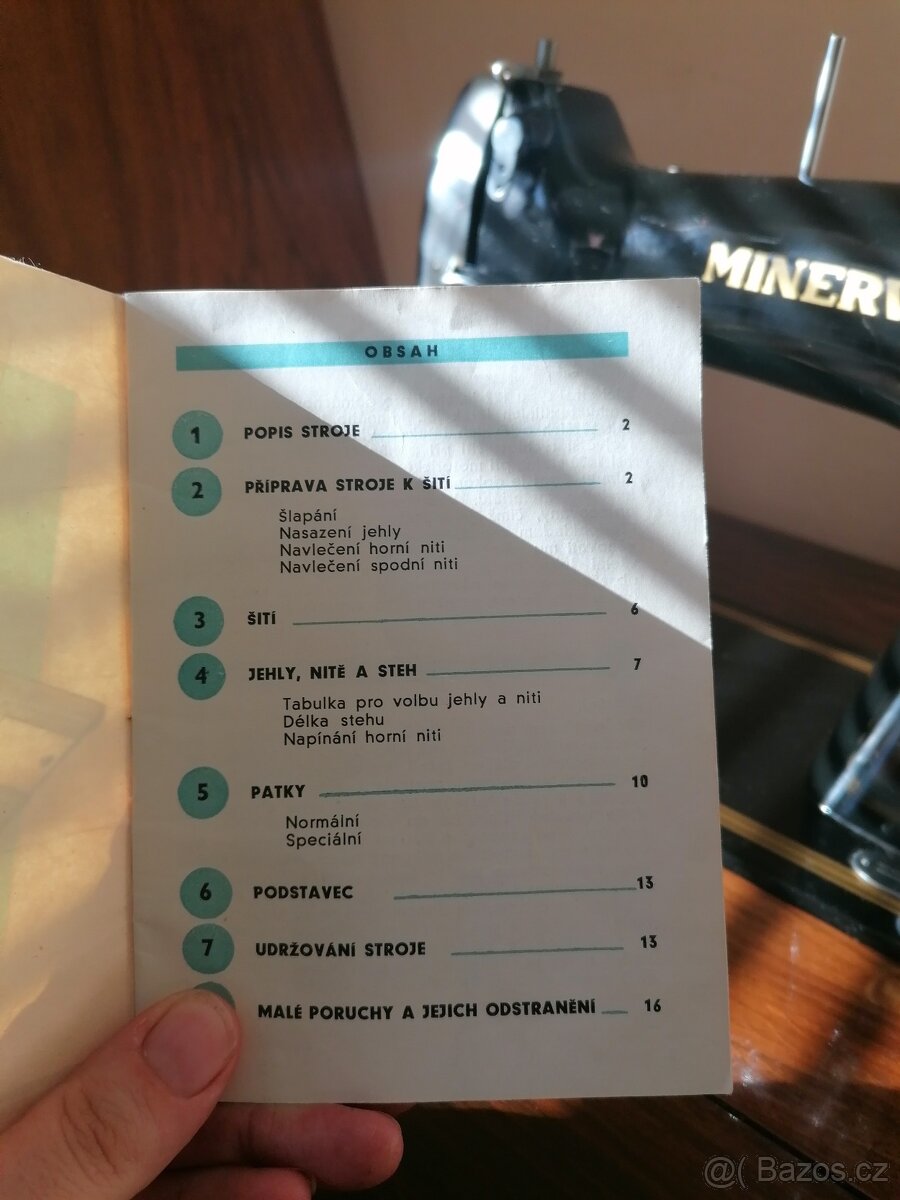 MINERV
OBSAH
1 POPIS STROJE 2
2 PŘÍPRAVA STROJE K ŠITÍ 2
Šlapání
Nasazení jehly
Navlečení horní niti
Navlečení spodní niti
3 ŠITÍ 6
4 JEHLY, NITĚ A STEH 7
Tabulka pro volbu jehly a niti
Délka stehu
Napínání horní niti
5 PATKY 10
Normální
Speciální
6 PODSTAVEC 13
7 UDRŽOVÁNÍ STROJE 13
MALÉ PORUCHY A JEJICH ODSTRANĚNÍ 16
@( Bazos.cz